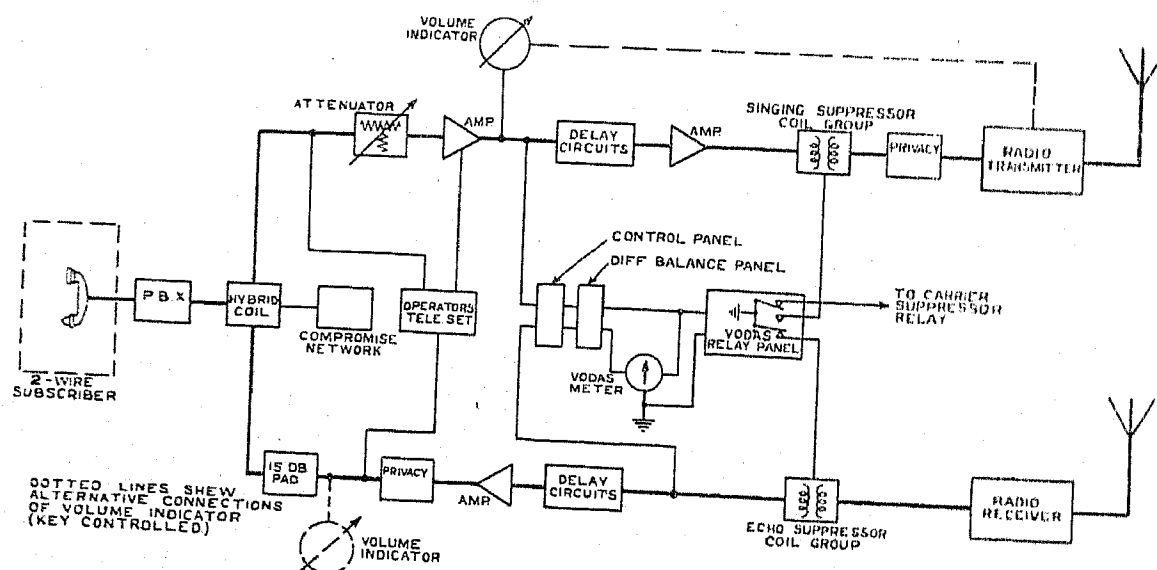 VOLUME
INDICATOR
ATTENUATOR
AMP.
DELAY
CIRCUITS
AMP.
SINGING SUPPRESSOR
COIL GROUP
PRIVACY
RADIO
TRANSMITTER
CONTROL PANEL
DIFF BALANCE PANEL
2-WIRE
SUBSCRIBER
P.B.X
HYBRID
COIL
COMPROMISE
NETWORK
OPERATORS
TELE.SET
VODAS
METER
VODAS
RELAY PANEL
TO CARRIER
SUPPRESSOR
RELAY
15 DB
PAD
PRIVACY
AMP.
DELAY
CIRCUITS
ECHO SUPPRESSOR
COIL GROUP
RADIO
RECEIVER
DOTTED LINES SHEW
ALTERNATIVE CONNECTIONS
OF VOLUME INDICATOR
(KEY CONTROLLED)
VOLUME
INDICATOR